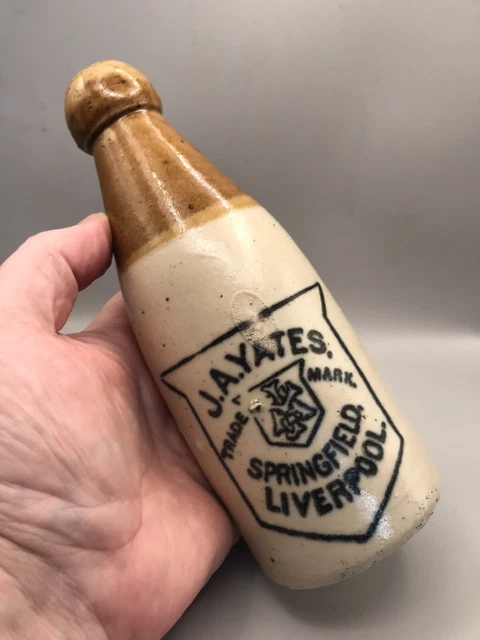 J.A.YATES,
TRADE MARK
SPRINGFIELD,
LIVERPOOL.